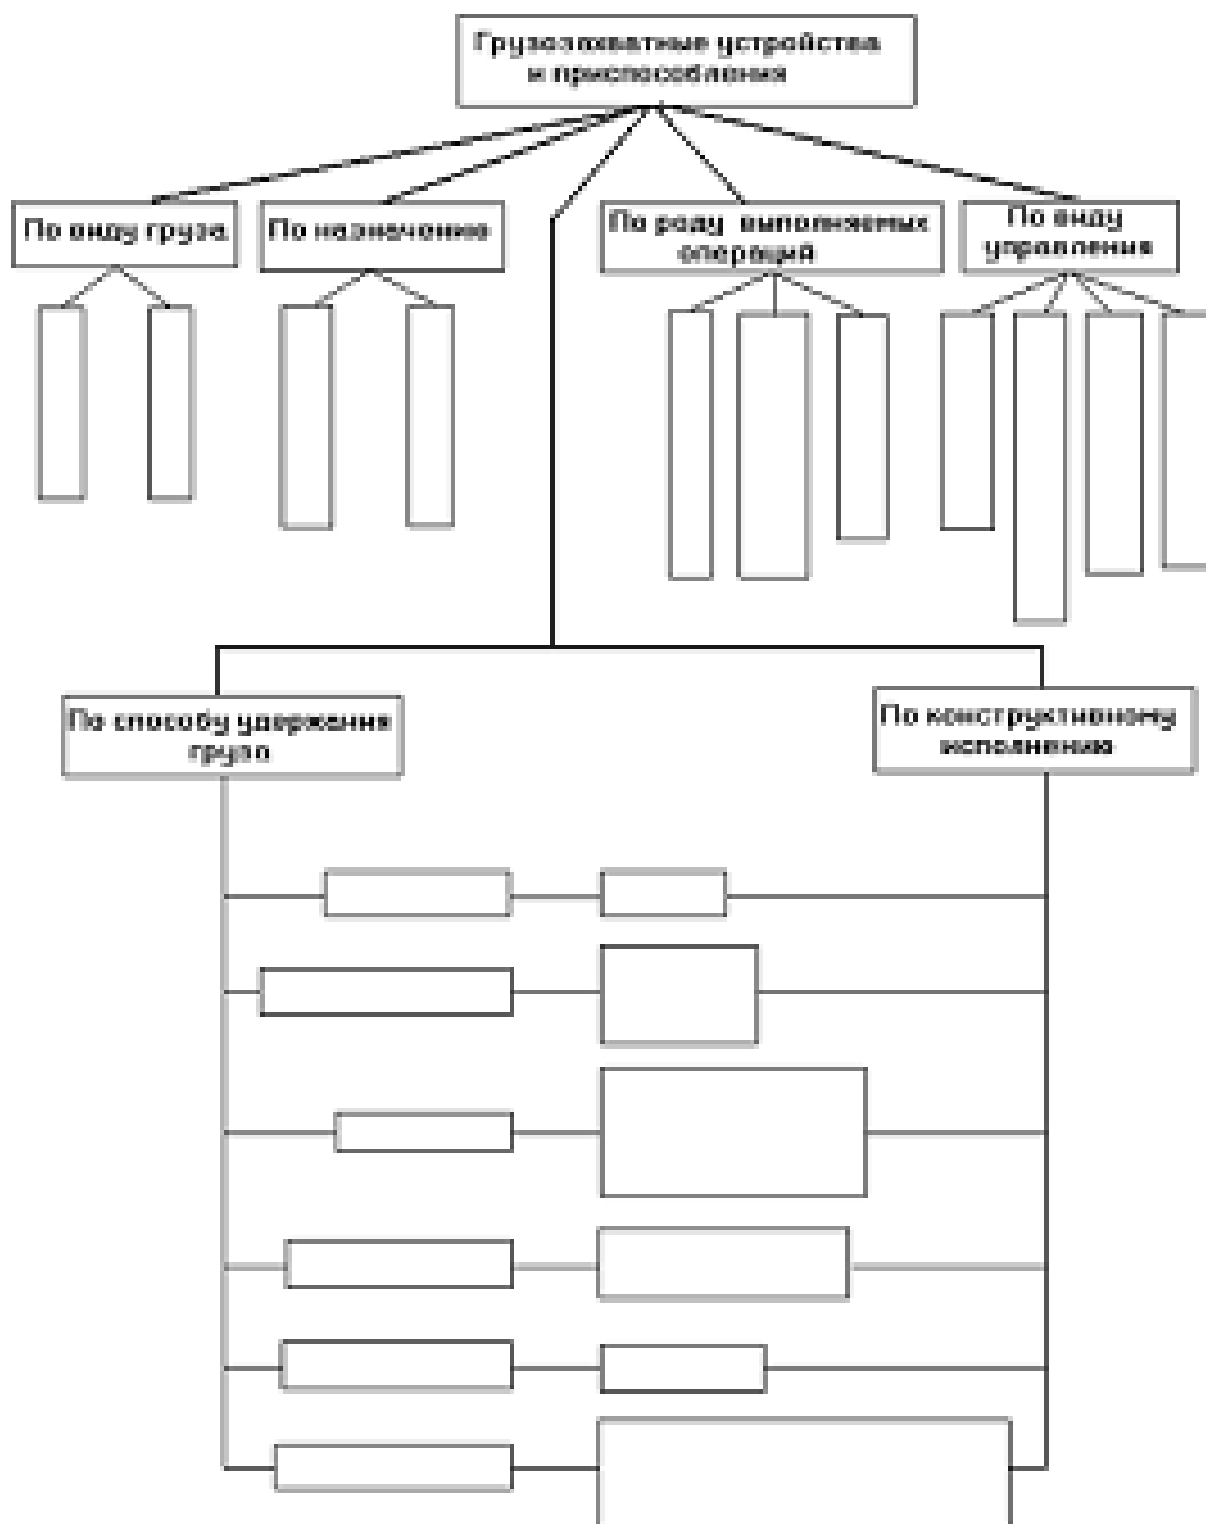 Грузозахватные устройства
и приспособления
По виду груза
По назначению
По роду выполняемых
операций
По виду
управления
По способу удержания
груза
По конструктивному
исполнению